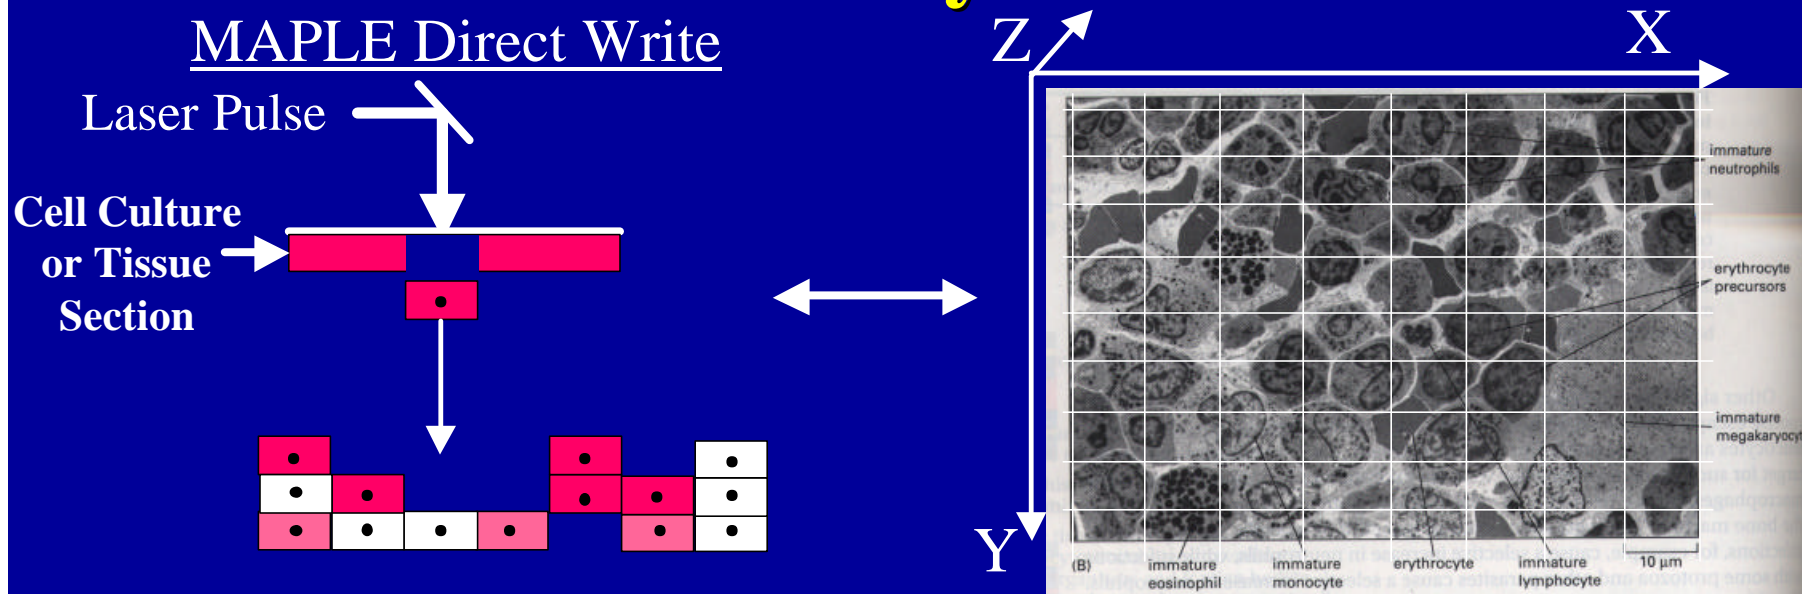 MAPLE Direct Write
Laser Pulse
Cell Culture
or Tissue
Section
Z
X
Y
immature
neutrophils
erythrocyte
precursors
immature
(B)
immature
eosinophil
immature
monocyte
erythrocyte
immature
lymphocyte
10 µm